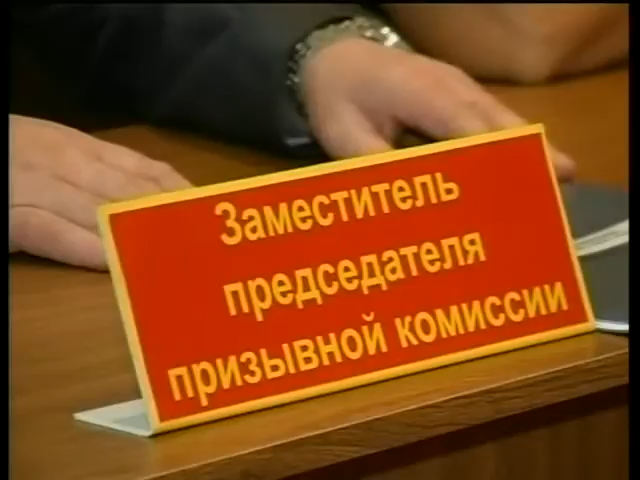 Заместитель
председателя
призывной комиссии